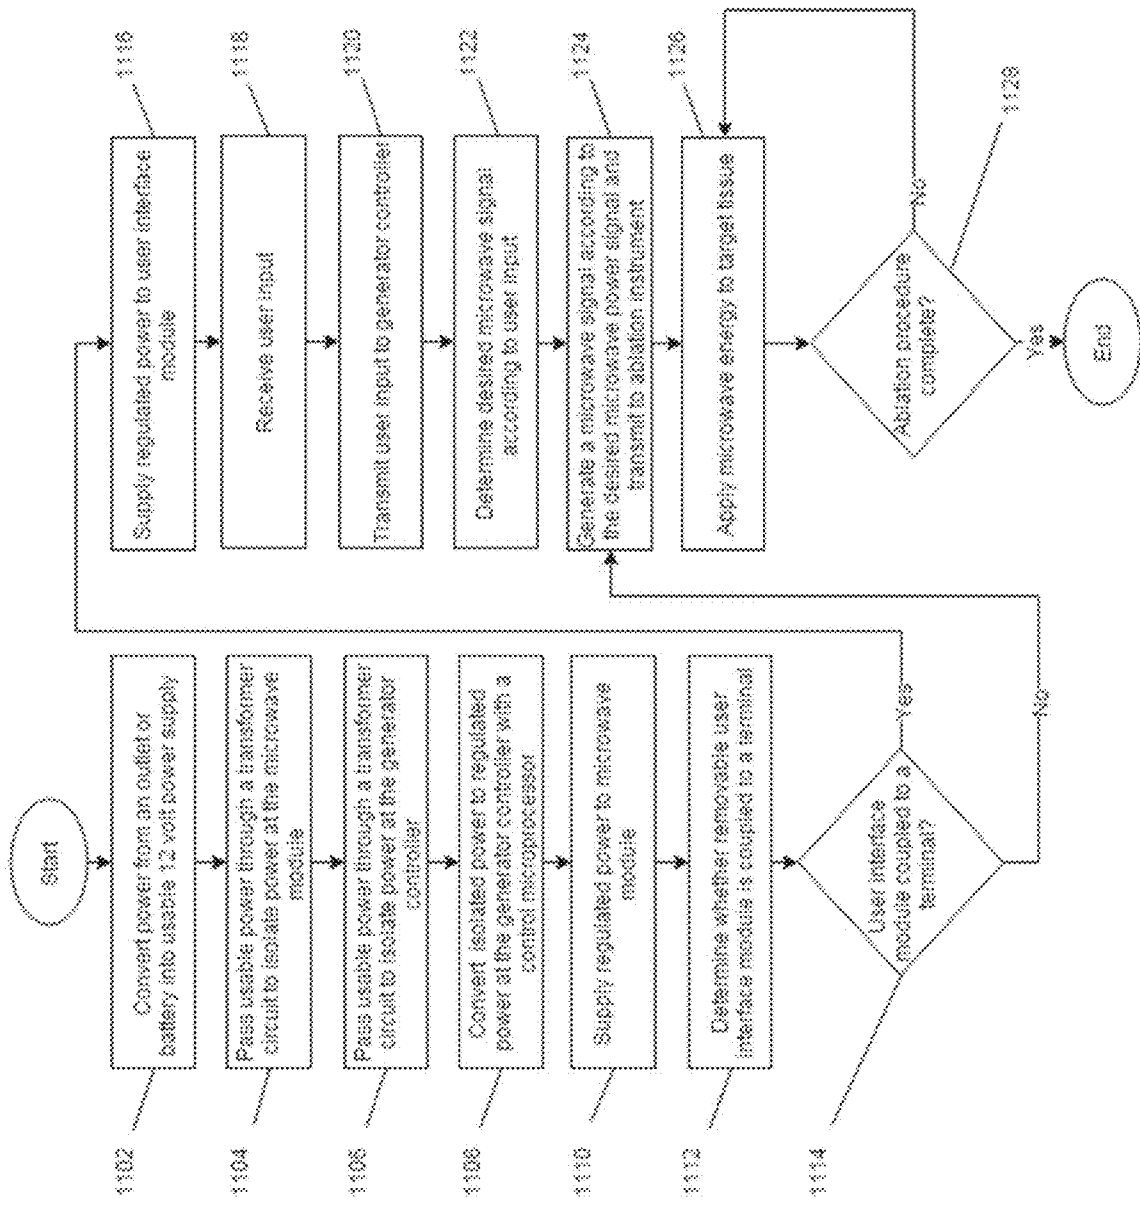 Start
1102
Convert power from an outlet or
battery into usable 12 volt power supply
1104
Pass usable power through a transformer
circuit to isolate power at the microwave
module
1106
Pass usable power through a transformer
circuit to isolate power at the generator
controller
1108
Convert isolated power to regulated
power at the generator controller with a
control microprocessor
1110
Supply regulated power to microwave
module
1112
Determine whether removable user
interface module is coupled to a terminal
1114
User interface
module coupled to a
terminal?
Yes
No
1116
Supply regulated power to user interface
module
1118
Receive user input
1120
Transmit user input to generator controller
1122
Determine desired microwave signal
according to user input
1124
Generate a microwave signal according to
the desired microwave power signal and
transmit to ablation instrument
1126
Apply microwave energy to target tissue
1128
Ablation procedure
complete?
No
Yes
End